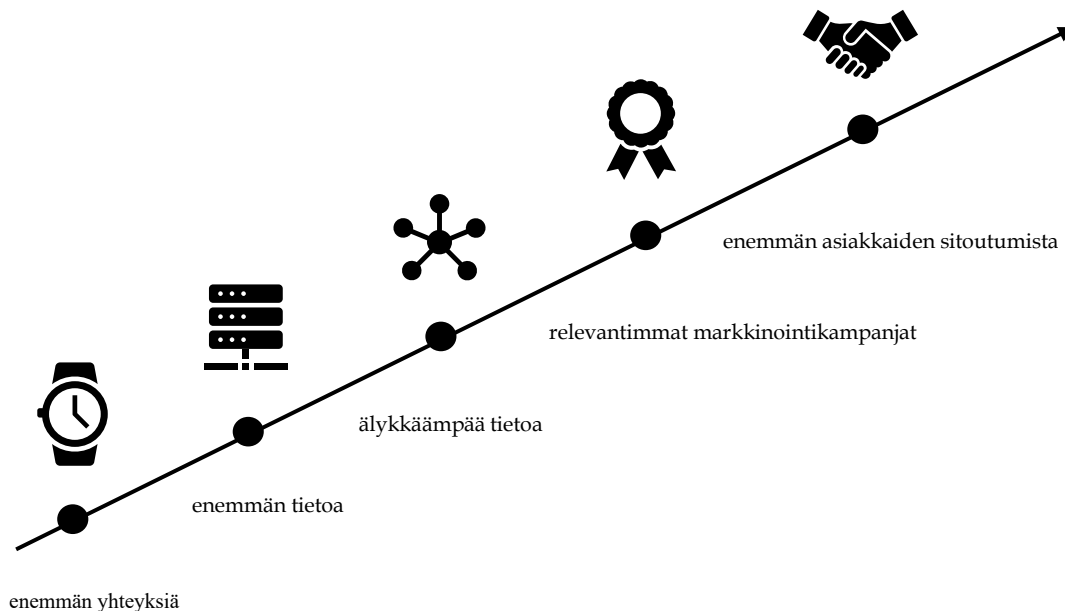 enemmän asiakkaiden sitoutumista
relevantimmat markkinointikampanjat
älykkäämpää tietoa
enemmän tietoa
enemmän yhteyksiä